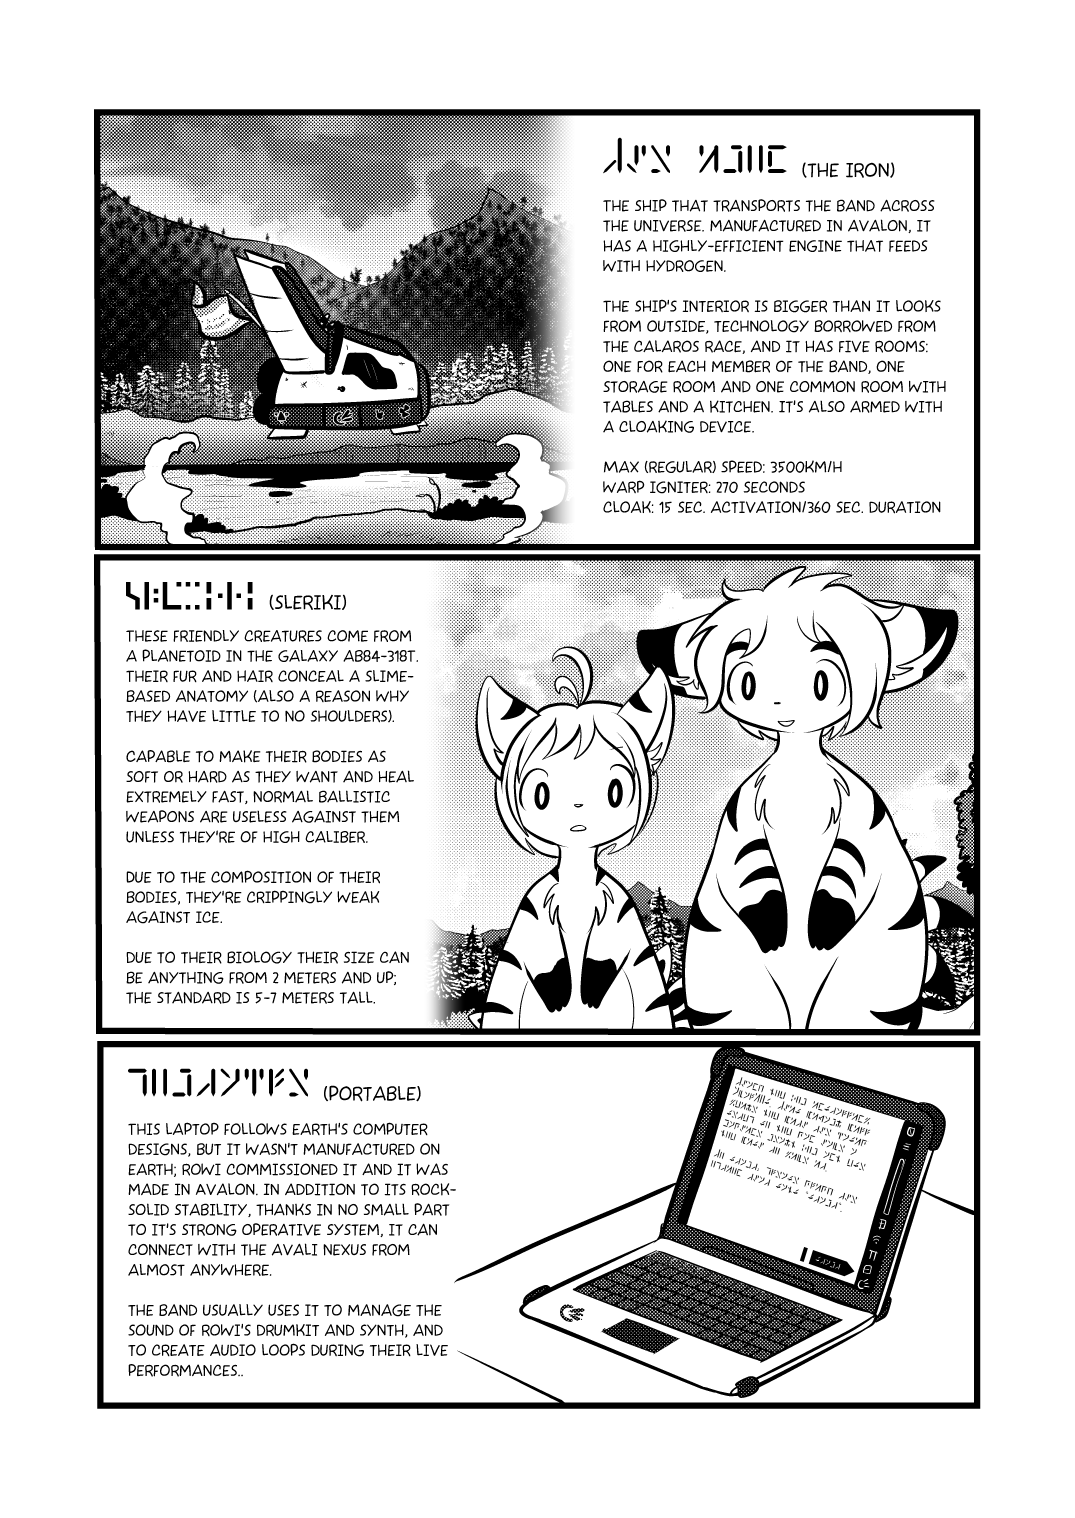 (THE IRON)
THE SHIP THAT TRANSPORTS THE BAND ACROSS
THE UNIVERSE. MANUFACTURED IN AVALON, IT
HAS A HIGHLY-EFFICIENT ENGINE THAT FEEDS
WITH HYDROGEN.
THE SHIP'S INTERIOR IS BIGGER THAN IT LOOKS
FROM OUTSIDE, TECHNOLOGY BORROWED FROM
THE CALAROS RACE, AND IT HAS FIVE ROOMS:
ONE FOR EACH MEMBER OF THE BAND, ONE
STORAGE ROOM AND ONE COMMON ROOM WITH
TABLES AND A KITCHEN. IT'S ALSO ARMED WITH
A CLOAKING DEVICE.
MAX (REGULAR) SPEED: 3500KM/H
WARP IGNITER: 270 SECONDS
CLOAK: 15 SEC. ACTIVATION/360 SEC. DURATION
(SLERIKI)
THESE FRIENDLY CREATURES COME FROM
A PLANETOID IN THE GALAXY AB84-318T.
THEIR FUR AND HAIR CONCEAL A SLIME-
BASED ANATOMY (ALSO A REASON WHY
THEY HAVE LITTLE TO NO SHOULDERS).
CAPABLE TO MAKE THEIR BODIES AS
SOFT OR HARD AS THEY WANT AND HEAL
EXTREMELY FAST, NORMAL BALLISTIC
WEAPONS ARE USELESS AGAINST THEM
UNLESS THEY'RE OF HIGH CALIBER.
DUE TO THE COMPOSITION OF THEIR
BODIES, THEY'RE CRIPPINGLY WEAK
AGAINST ICE.
DUE TO THEIR BIOLOGY THEIR SIZE CAN
BE ANYTHING FROM 2 METERS AND UP;
THE STANDARD IS 5-7 METERS TALL.
(PORTABLE)
THIS LAPTOP FOLLOWS EARTH'S COMPUTER
DESIGNS, BUT IT WASN'T MANUFACTURED ON
EARTH; ROWI COMMISSIONED IT AND IT WAS
MADE IN AVALON. IN ADDITION TO ITS ROCK-
SOLID STABILITY, THANKS IN NO SMALL PART
TO IT'S STRONG OPERATIVE SYSTEM, IT CAN
CONNECT WITH THE AVALI NEXUS FROM
ALMOST ANYWHERE.
THE BAND USUALLY USES IT TO MANAGE THE
SOUND OF ROWI'S DRUMKIT AND SYNTH, AND
TO CREATE AUDIO LOOPS DURING THEIR LIVE
PERFORMANCES..